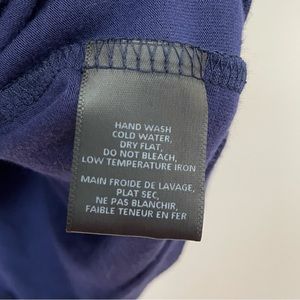 HAND WASH
COLD WATER,
DRY FLAT,
DO NOT BLEACH,
LOW TEMPERATURE IRON
MAIN FROIDE DE LAVAGE,
PLAT SEC,
NE PAS BLANCHIR,
FAIBLE TENEUR EN FER